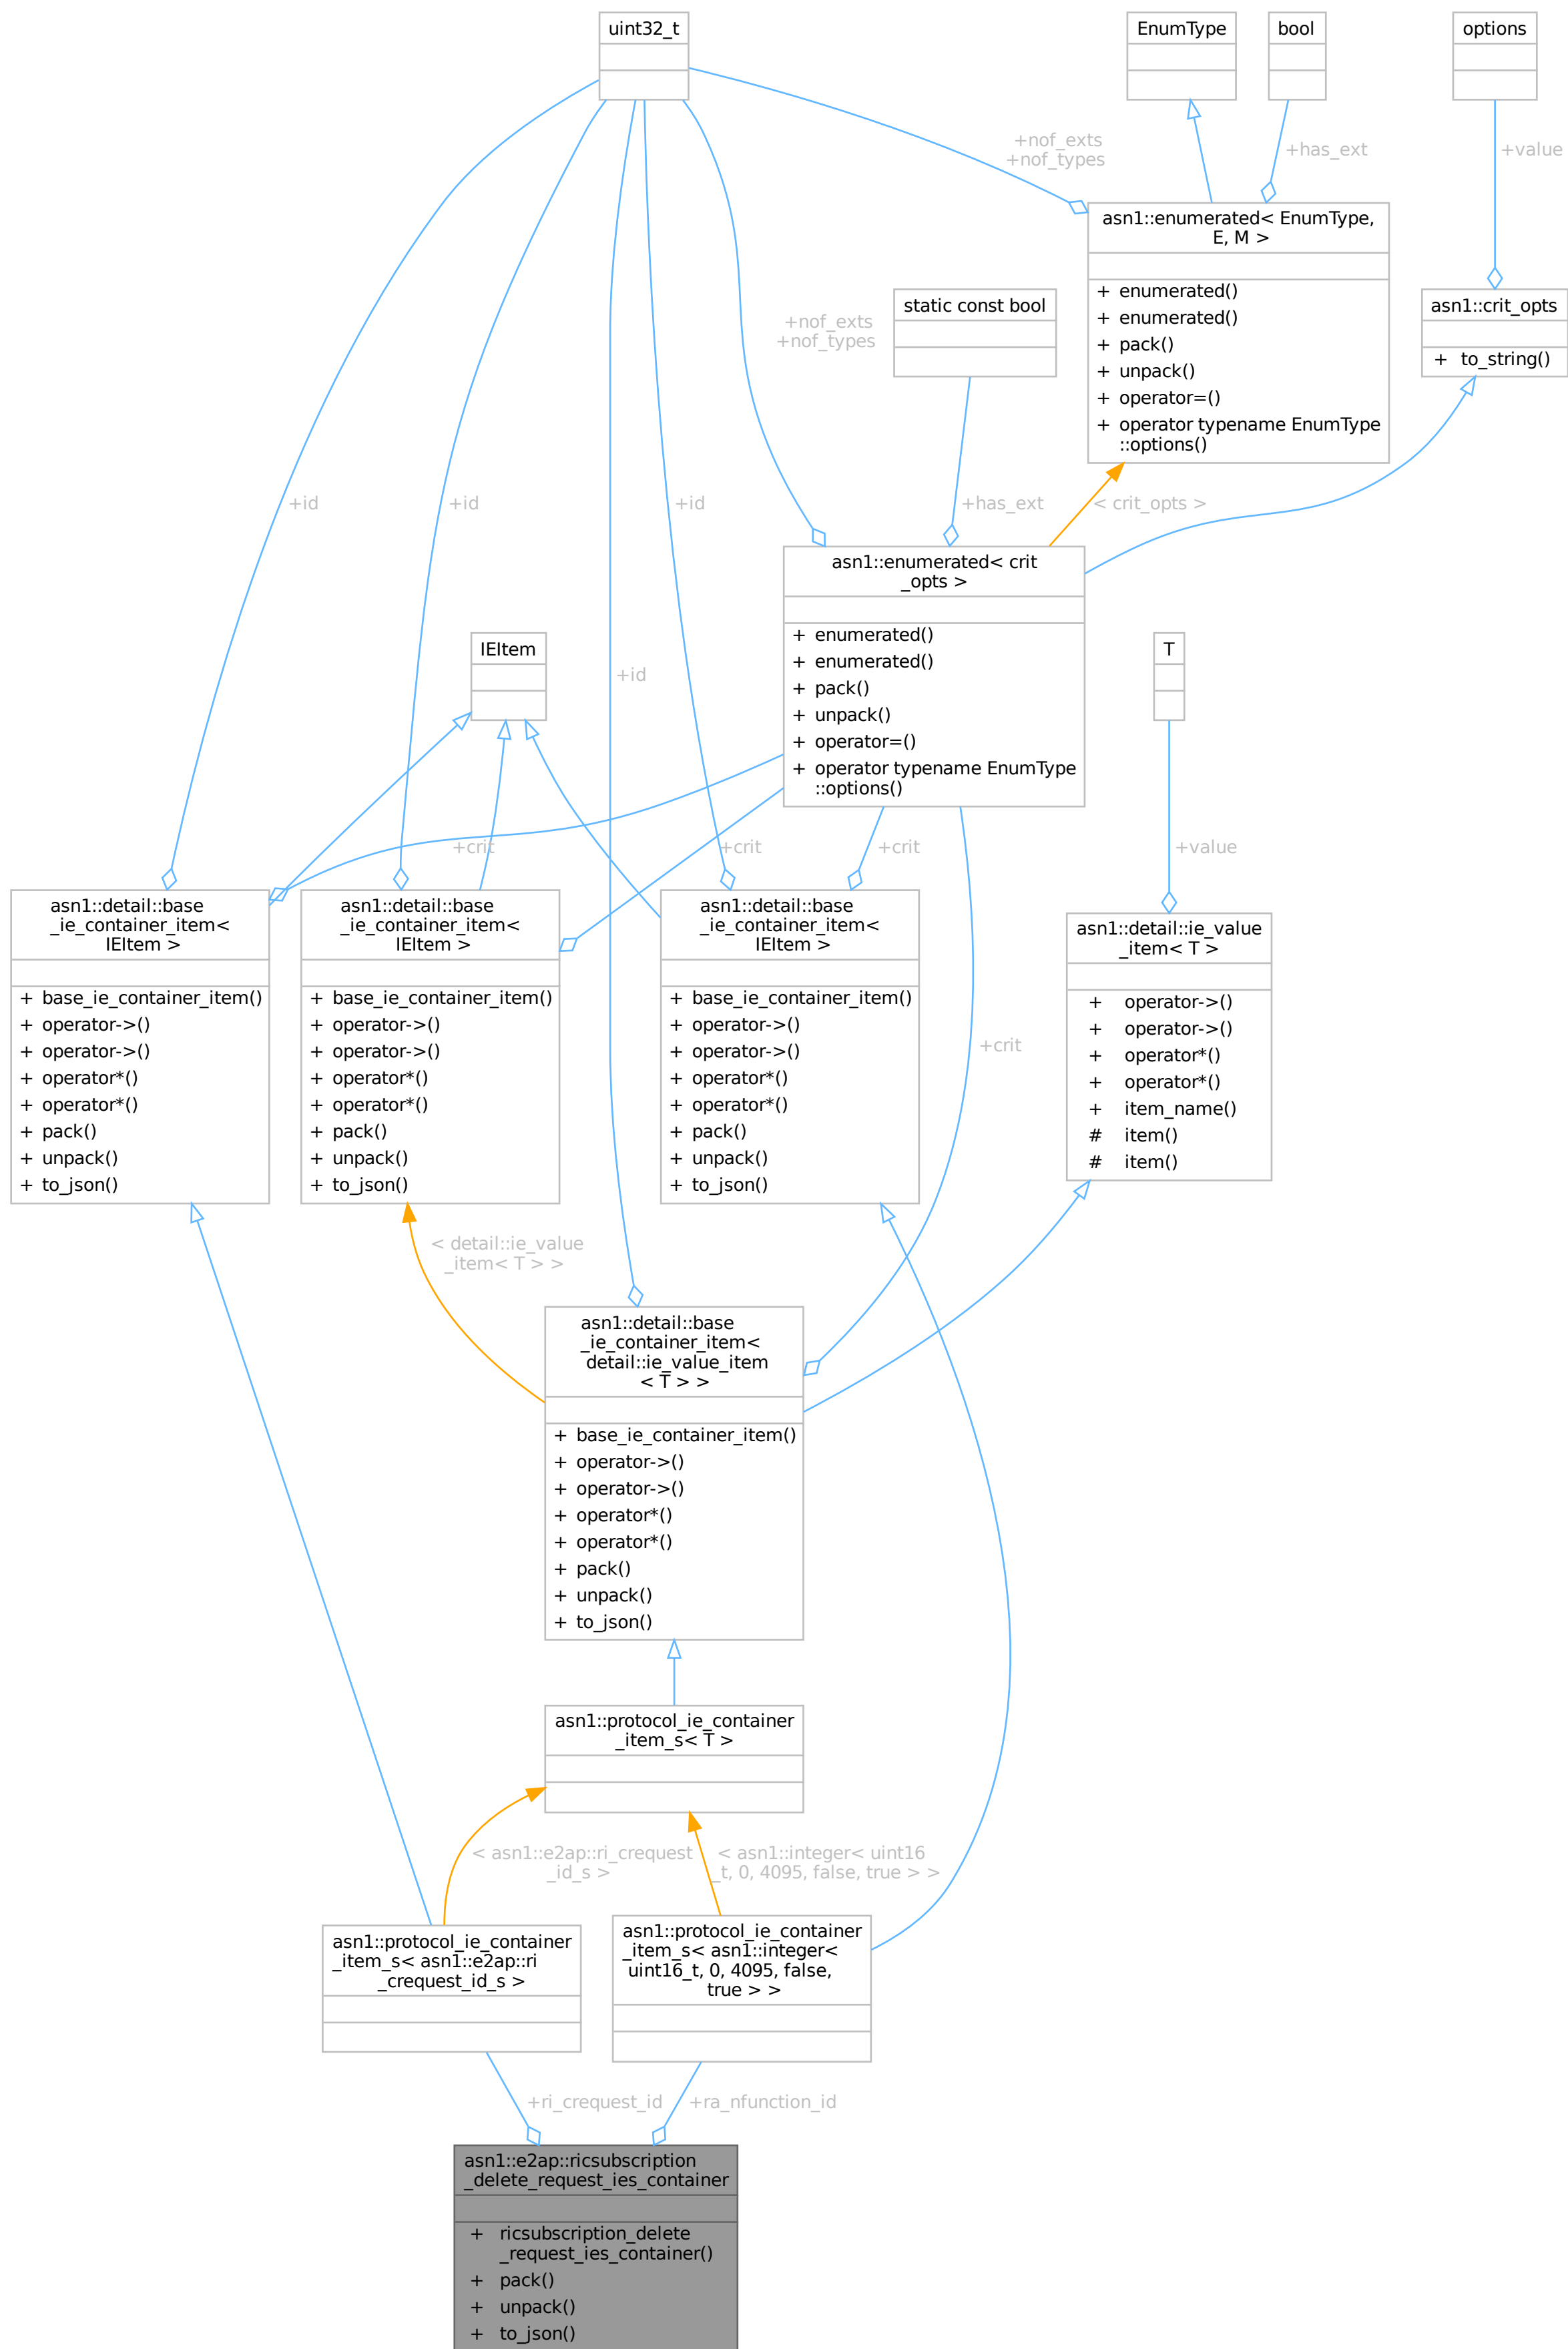 uint32_t
EnumType
bool
options
+nof_exts
+nof_types
+has_ext
+value
asn1::enumerated< EnumType,
E, M >
+ enumerated()
+ enumerated()
+ pack()
+ unpack()
+ operator=()
+ operator typename EnumType
::options()
static const bool
asn1::crit_opts
+ to_string()
+nof_exts
+nof_types
+id
+id
+id
+has_ext
< crit_opts >
asn1::enumerated< crit
_opts >
+ enumerated()
+ enumerated()
+ pack()
+ unpack()
+ operator=()
+ operator typename EnumType
::options()
IEItem
+id
T
+crit
+crit
+crit
+value
asn1::detail::base
_ie_container_item<
IEItem >
+ base_ie_container_item()
+ operator->()
+ operator->()
+ operator*()
+ operator*()
+ pack()
+ unpack()
+ to_json()
asn1::detail::base
_ie_container_item<
IEItem >
+ base_ie_container_item()
+ operator->()
+ operator->()
+ operator*()
+ operator*()
+ pack()
+ unpack()
+ to_json()
asn1::detail::base
_ie_container_item<
IEItem >
+ base_ie_container_item()
+ operator->()
+ operator->()
+ operator*()
+ operator*()
+ pack()
+ unpack()
+ to_json()
+crit
asn1::detail::ie_value
_item< T >
+ operator->()
+ operator->()
+ operator*()
+ operator*()
+ item_name()
# item()
# item()
< detail::ie_value
_item< T > >
asn1::detail::base
_ie_container_item<
detail::ie_value_item
< T > >
+ base_ie_container_item()
+ operator->()
+ operator->()
+ operator*()
+ operator*()
+ pack()
+ unpack()
+ to_json()
asn1::protocol_ie_container
_item_s< T >
< asn1::e2ap::ri_crequest
_id_s >
< asn1::integer< uint16
_t, 0, 4095, false, true > >
asn1::protocol_ie_container
_item_s< asn1::e2ap::ri
_crequest_id_s >
asn1::protocol_ie_container
_item_s< asn1::integer<
uint16_t, 0, 4095, false,
true > >
+ri_crequest_id
+ra_nfunction_id
asn1::e2ap::ricsubscription
_delete_request_ies_container
+ ricsubscription_delete
_request_ies_container()
+ pack()
+ unpack()
+ to_json()